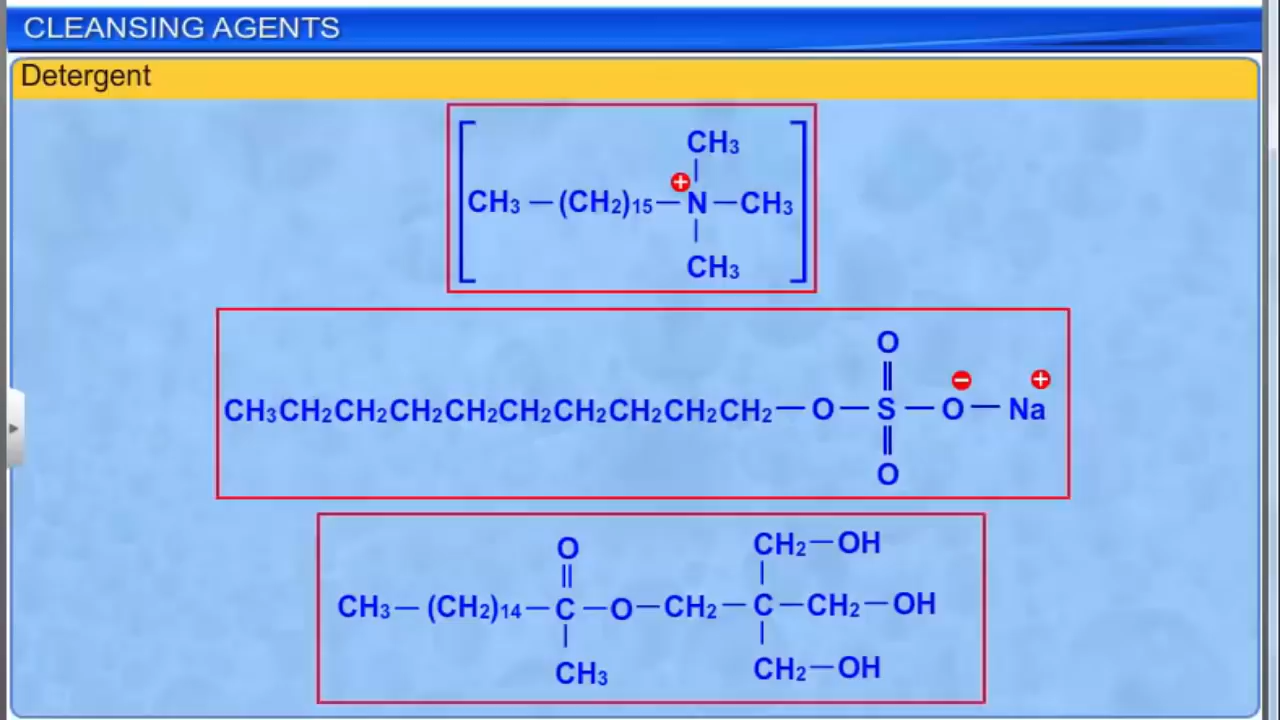 CLEANSING AGENTS
Detergent
CH3
+
CH3 — (CH2)15 — N — CH3
CH3
O
− +
CH3CH2CH2CH2CH2CH2CH2CH2CH2CH2 — O — S — O — Na
O
O CH2 — OH
CH3 — (CH2)14 — C — O — CH2 — C — CH2 — OH
CH3 CH2 — OH